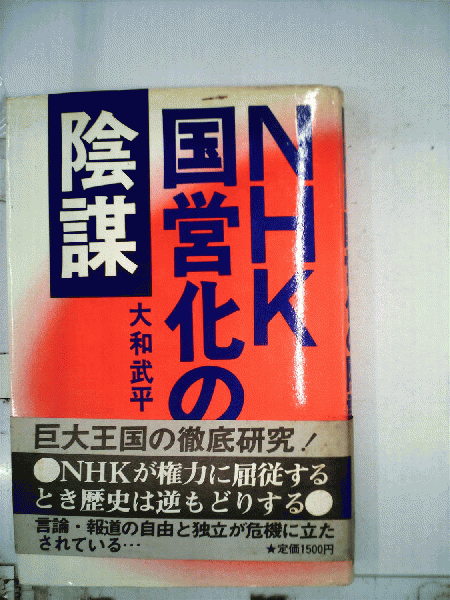 NHK
国営化の
陰謀
大和武平
巨大王国の徹底研究!
●NHKが権力に屈従する
とき歴史は逆もどりする●
言論・報道の自由と独立が危機に立た
されている…
★定価1500円